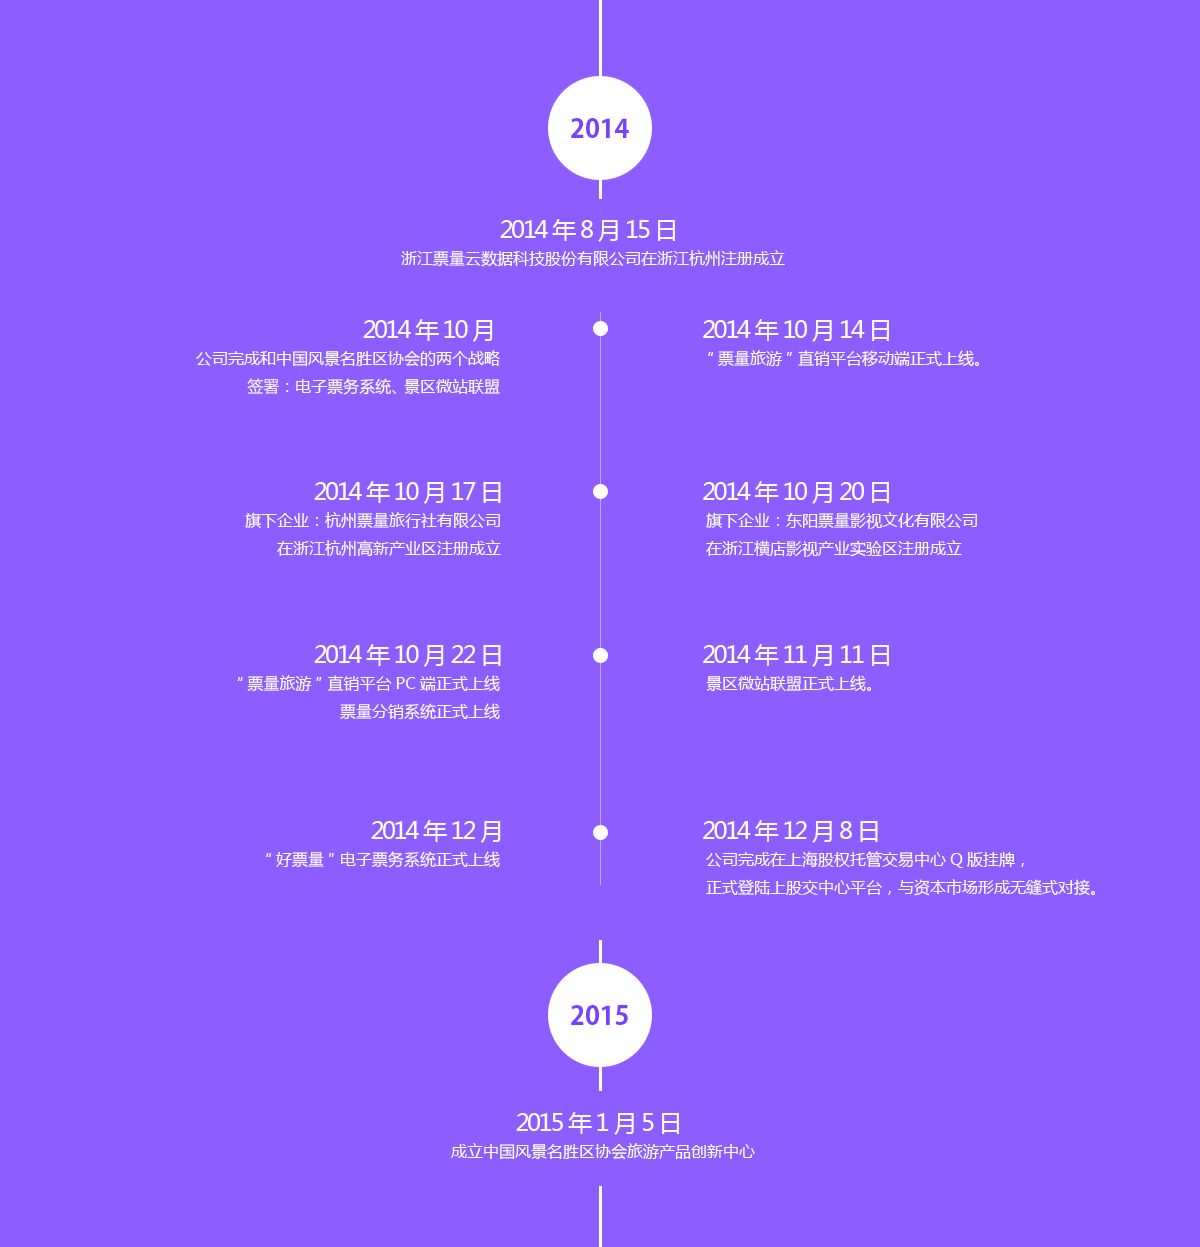 2014
2014 年 8 月 15 日
浙江票量云数据科技股份有限公司在浙江杭州注册成立
2014 年 10 月
公司完成和中国风景名胜区协会的两个战略
签署：电子票务系统、景区微站联盟
2014 年 10 月 14 日
“票量旅游”直销平台移动端正式上线。
2014 年 10 月 17 日
旗下企业：杭州票量旅行社有限公司
在浙江杭州高新产业区注册成立
2014 年 10 月 20 日
旗下企业：东阳票量影视文化有限公司
在浙江横店影视产业实验区注册成立
2014 年 10 月 22 日
“票量旅游”直销平台 PC 端正式上线
票量分销系统正式上线
2014 年 11 月 11 日
景区微站联盟正式上线。
2014 年 12 月
“好票量”电子票务系统正式上线
2014 年 12 月 8 日
公司完成在上海股权托管交易中心 Q 版挂牌，
正式登陆上股交中心平台，与资本市场形成无缝式对接。
2015
2015 年 1 月 5 日
成立中国风景名胜区协会旅游产品创新中心